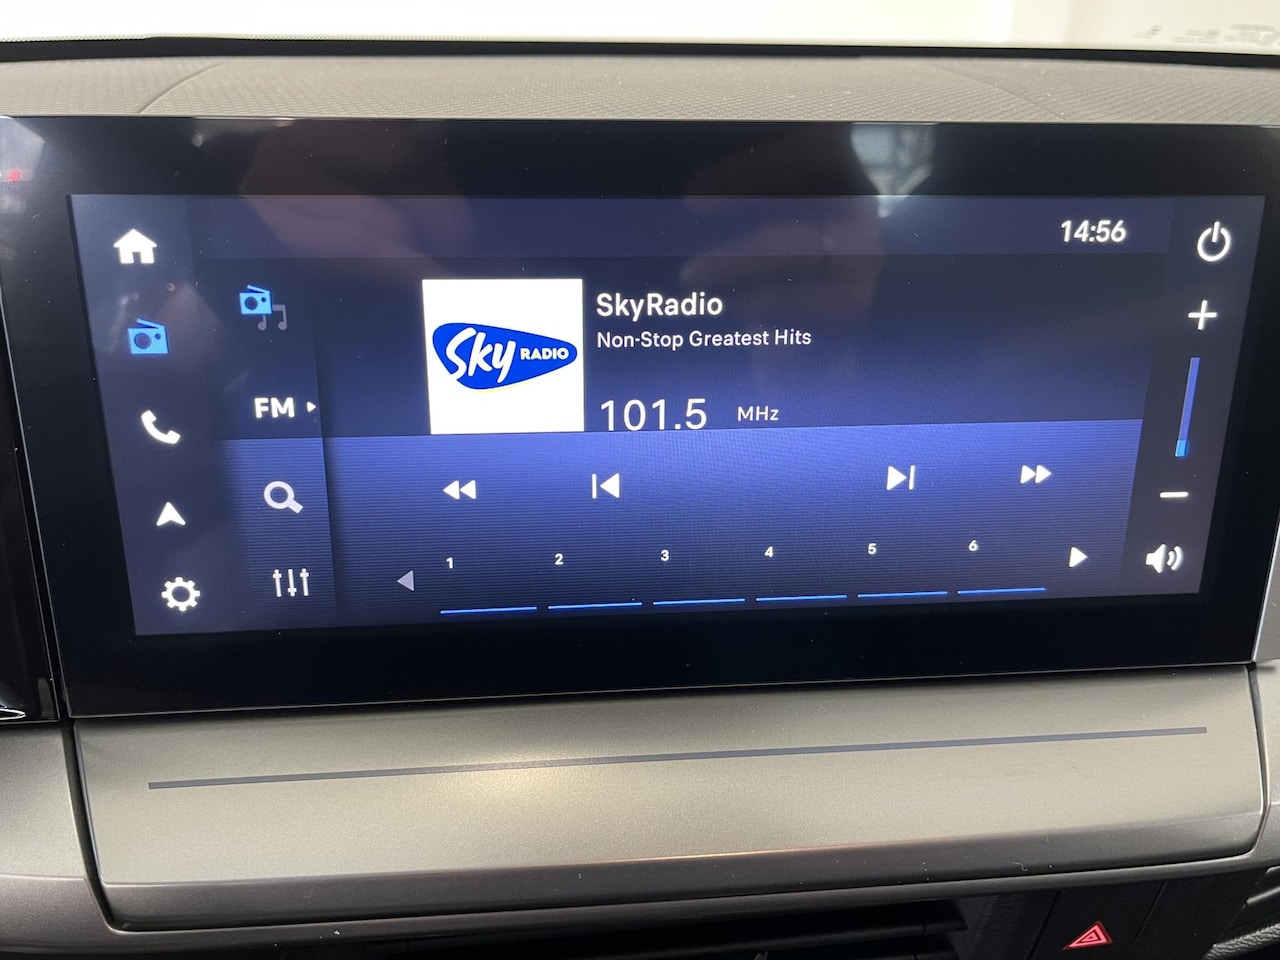 14:56
SkyRadio
Non-Stop Greatest Hits
Sky RADIO
FM
101.5 MHz
1 2 3 4 5 6